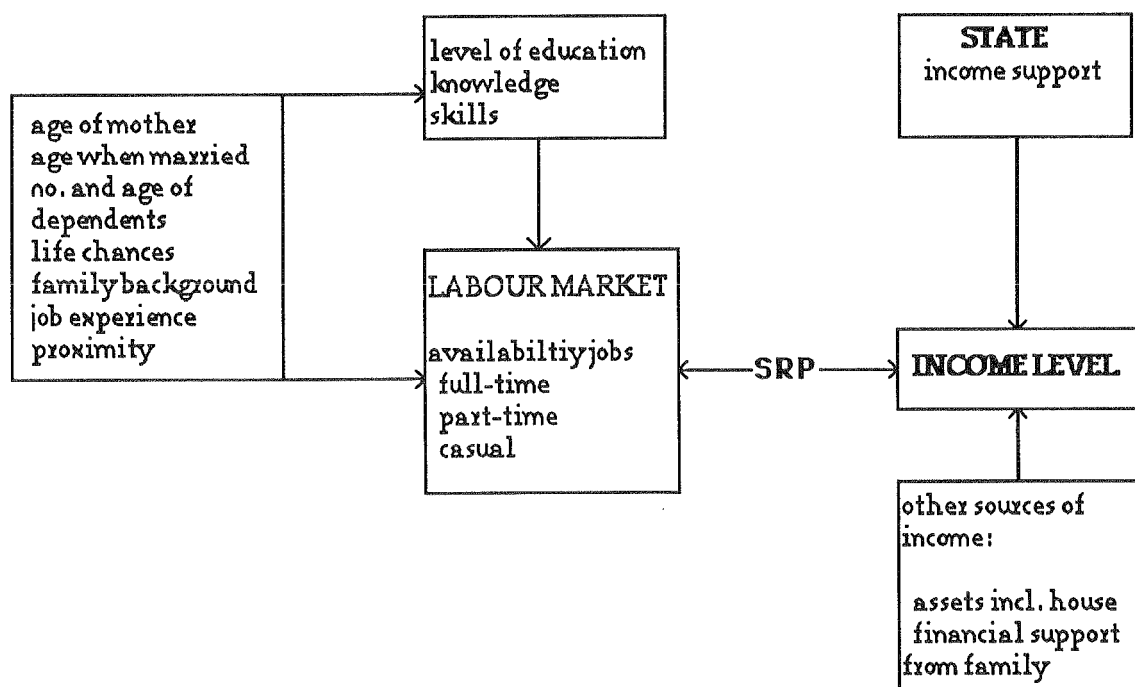 age of mother
age when married
no. and age of
dependents
life chances
family background
job experience
proximity
level of education
knowledge
skills
LABOUR MARKET
availabiltiy jobs
full-time
part-time
casual
SRP
STATE
income support
INCOME LEVEL
other sources of
income:
assets incl. house
financial support
from family